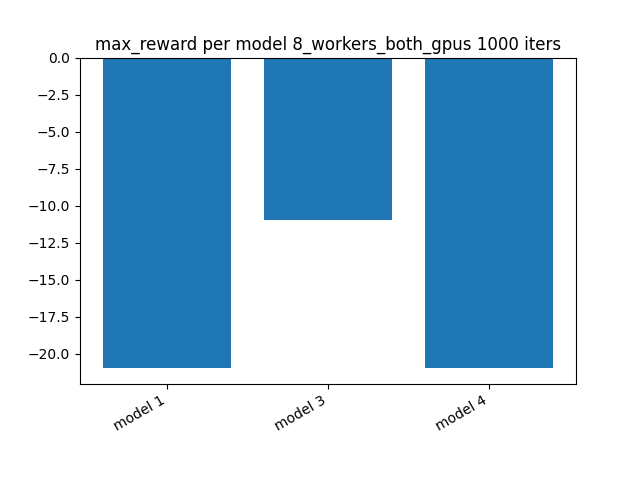 max_reward per model 8_workers_both_gpus 1000 iters
0.0
−2.5
−5.0
−7.5
−10.0
−12.5
−15.0
−17.5
−20.0
model 1
model 3
model 4